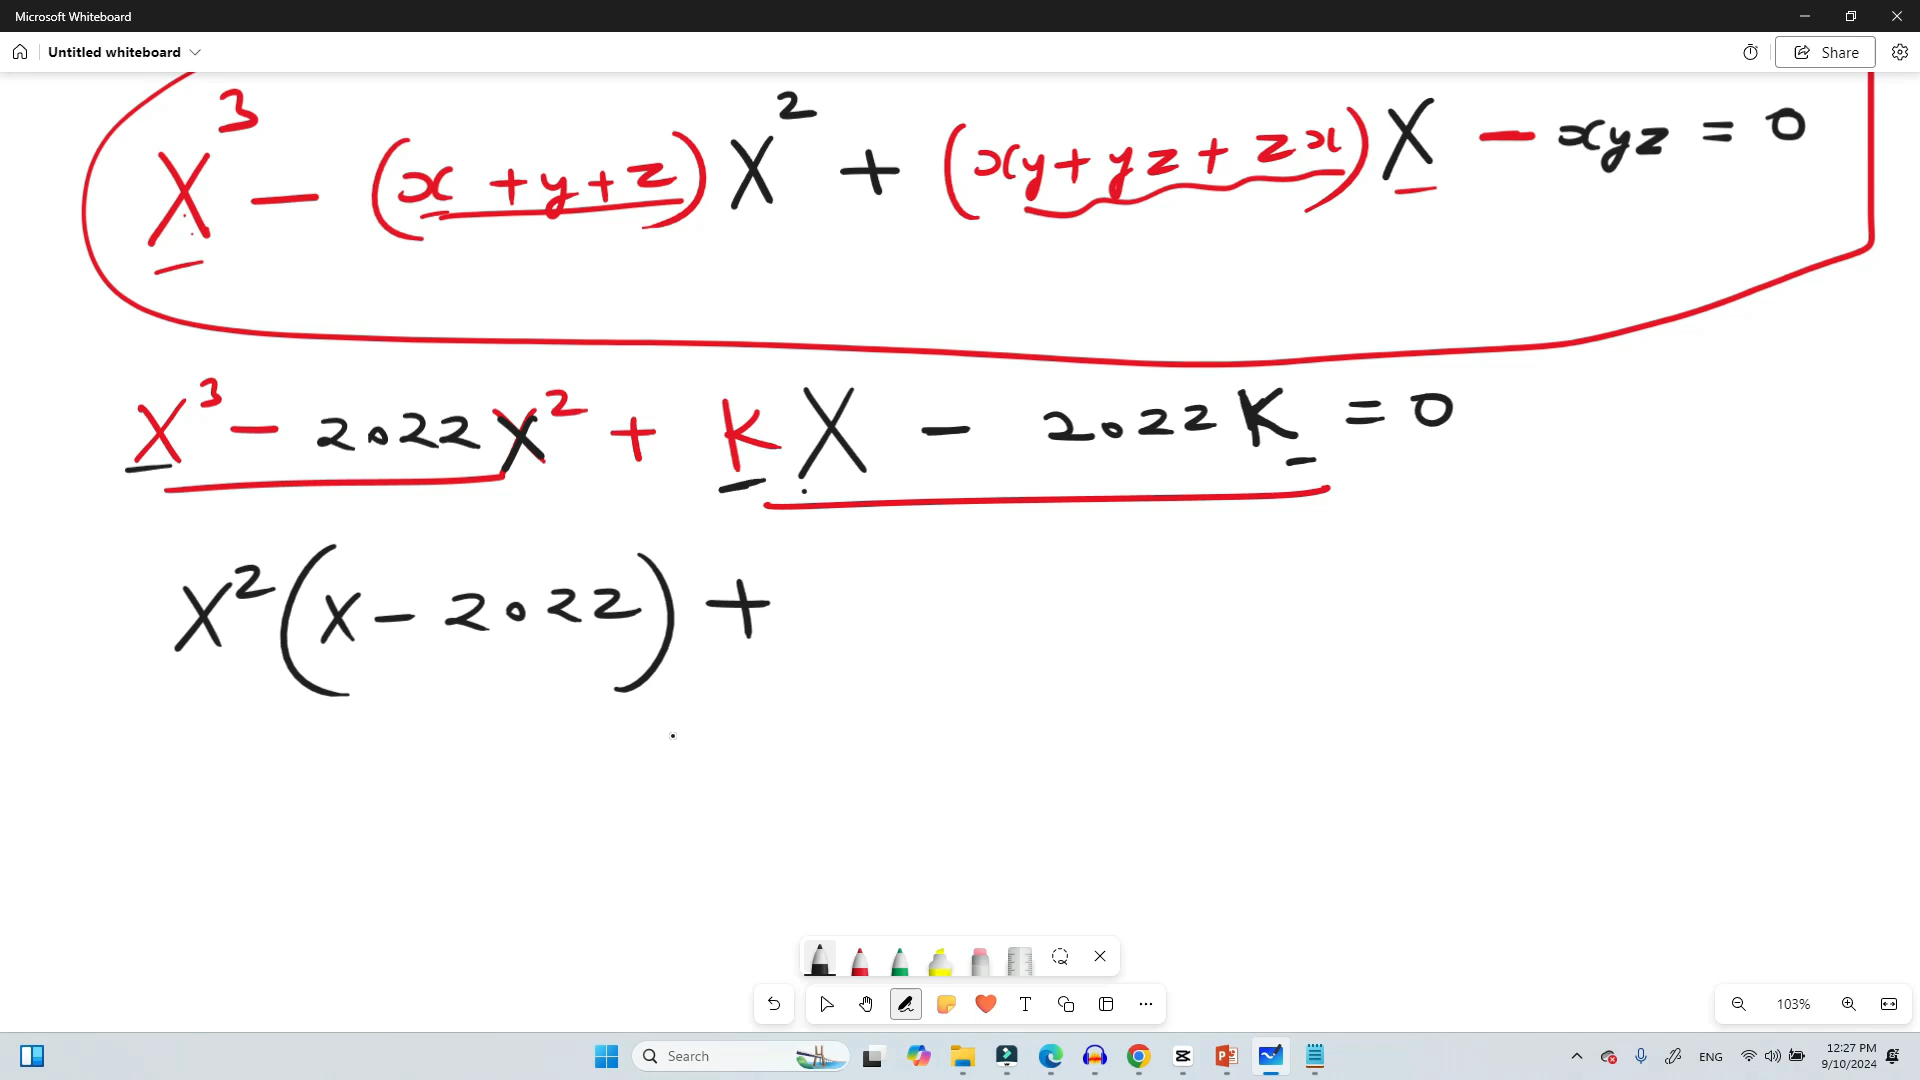 Microsoft Whiteboard
Untitled whiteboard
Share
X³ − (x + y + z) X² + (xy + yz + zx) X − xyz = 0
X³ − 2022 X² + K X − 2022 K = 0
X² (X − 2022) +
103%
Search
ENG
12:27 PM
9/10/2024